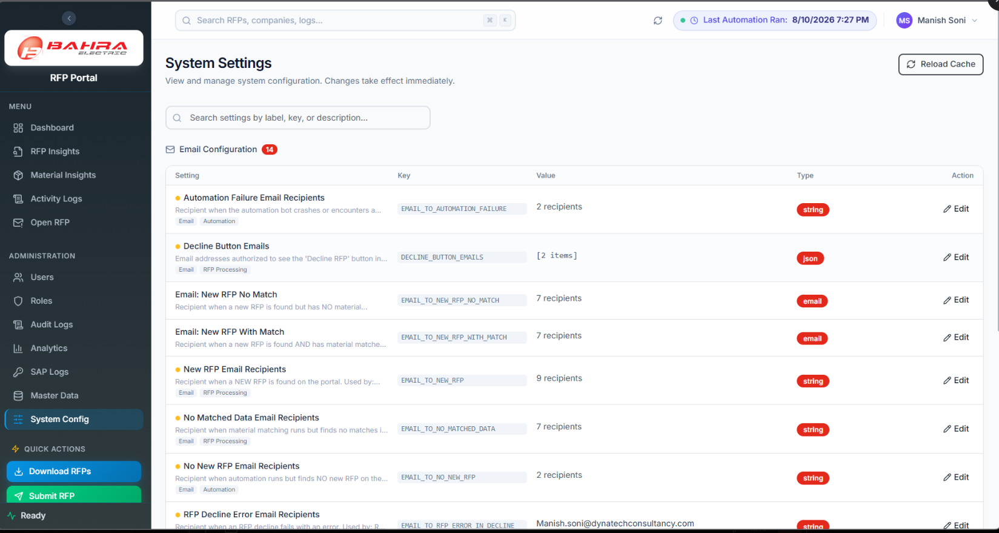 BAHRA
ELECTRIC
RFP Portal
MENU
Dashboard
RFP Insights
Material Insights
Activity Logs
Open RFP
ADMINISTRATION
Users
Roles
Audit Logs
Analytics
SAP Logs
Master Data
System Config
QUICK ACTIONS
Download RFPs
Submit RFP
Ready
Search RFPs, companies, logs...
⌘ K
Last Automation Ran: 8/10/2026 7:27 PM
MS Manish Soni
System Settings
View and manage system configuration. Changes take effect immediately.
Reload Cache
Search settings by label, key, or description...
Email Configuration 14
Setting Key Value Type Action
Automation Failure Email Recipients
Recipient when the automation bot crashes or encounters a...
Email Automation
EMAIL_TO_AUTOMATION_FAILURE
2 recipients
string
Edit
Decline Button Emails
Email addresses authorized to see the 'Decline RFP' button in...
Email RFP Processing
DECLINE_BUTTON_EMAILS
[2 items]
json
Edit
Email: New RFP No Match
Recipient when a new RFP is found but has NO material...
EMAIL_TO_NEW_RFP_NO_MATCH
7 recipients
email
Edit
Email: New RFP With Match
Recipient when a new RFP is found AND has material matche...
EMAIL_TO_NEW_RFP_WITH_MATCH
7 recipients
email
Edit
New RFP Email Recipients
Recipient when a NEW RFP is found on the portal. Used by:...
Email RFP Processing
EMAIL_TO_NEW_RFP
9 recipients
string
Edit
No Matched Data Email Recipients
Recipient when material matching runs but finds no matches i...
Email RFP Processing
EMAIL_TO_NO_MATCHED_DATA
7 recipients
string
Edit
No New RFP Email Recipients
Recipient when automation runs but finds NO new RFP on the...
Email Automation
EMAIL_TO_NO_NEW_RFP
2 recipients
string
Edit
RFP Decline Error Email Recipients
Recipient when an RFP decline fails with an error. Used by: R...
EMAIL_TO_RFP_ERROR_IN_DECLINE
Manish.soni@dynatechconsultancy.com
string
Edit